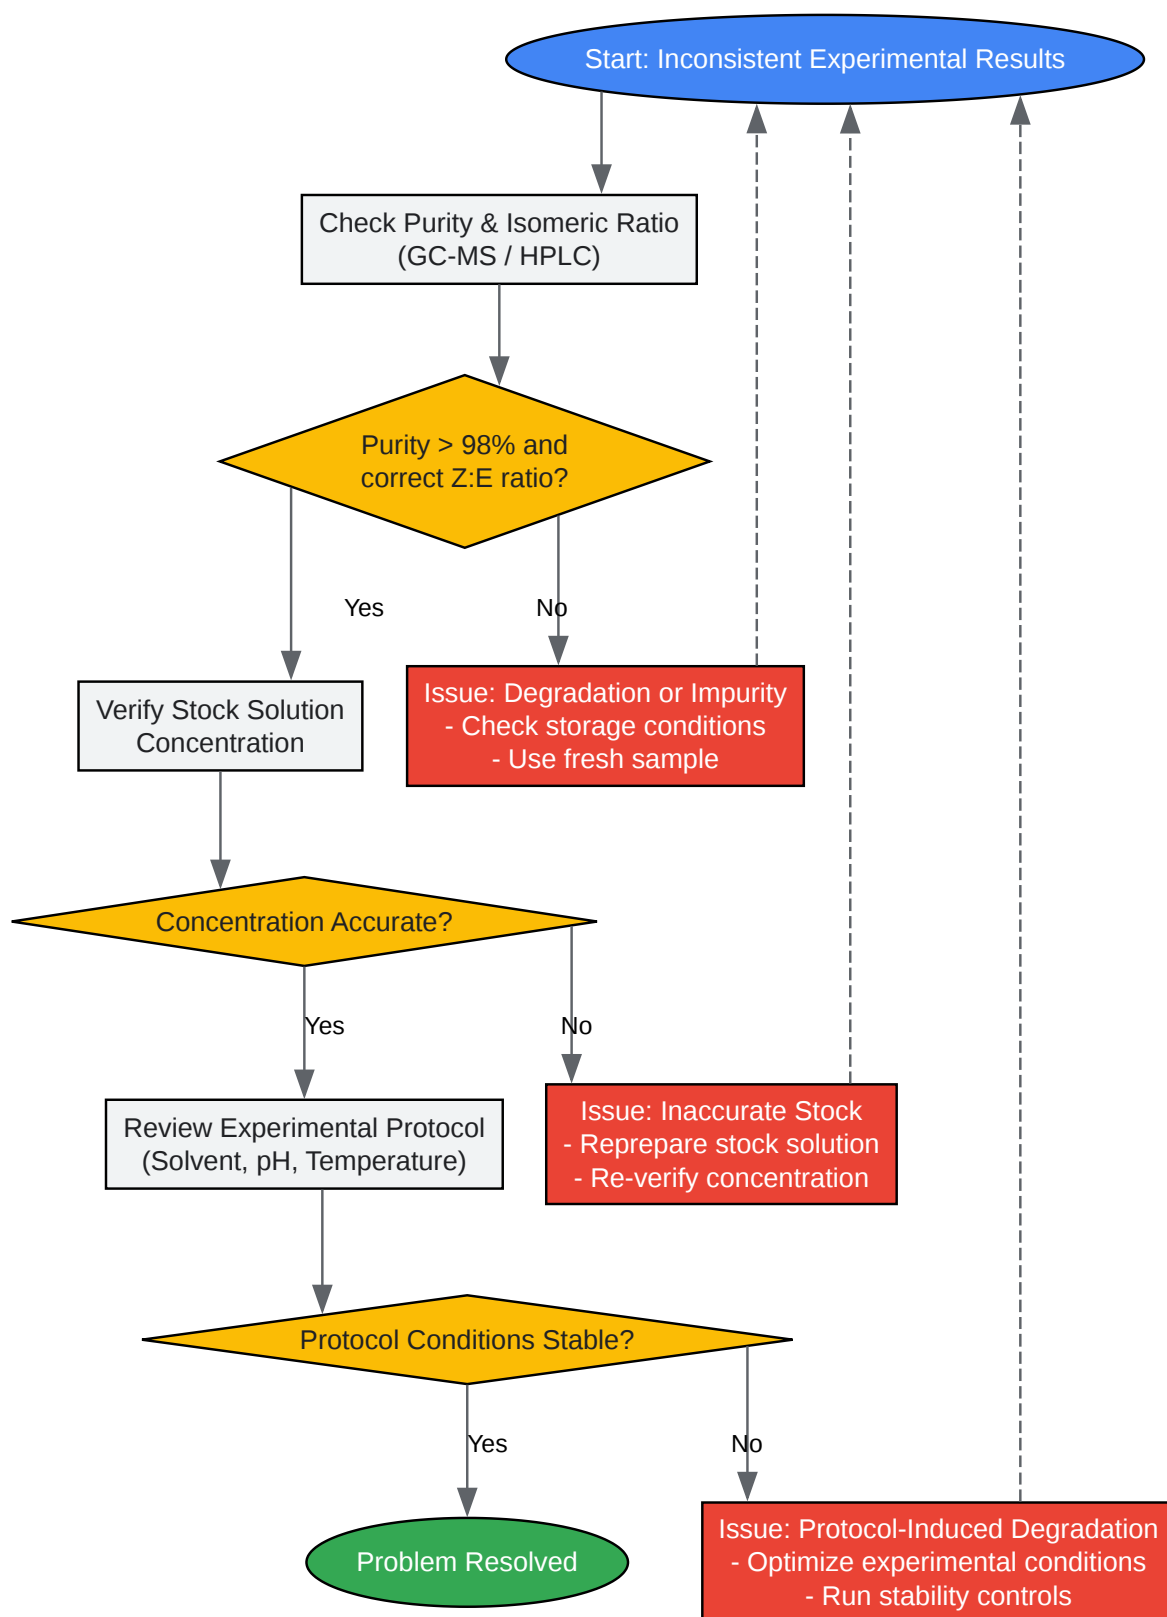 Start: Inconsistent Experimental Results
Check Purity & Isomeric Ratio
(GC-MS / HPLC)
Purity > 98% and
correct Z:E ratio?
Yes
No
Verify Stock Solution
Concentration
Issue: Degradation or Impurity
- Check storage conditions
- Use fresh sample
Concentration Accurate?
Yes
No
Review Experimental Protocol
(Solvent, pH, Temperature)
Issue: Inaccurate Stock
- Reprepare stock solution
- Re-verify concentration
Protocol Conditions Stable?
Yes
No
Problem Resolved
Issue: Protocol-Induced Degradation
- Optimize experimental conditions
- Run stability controls